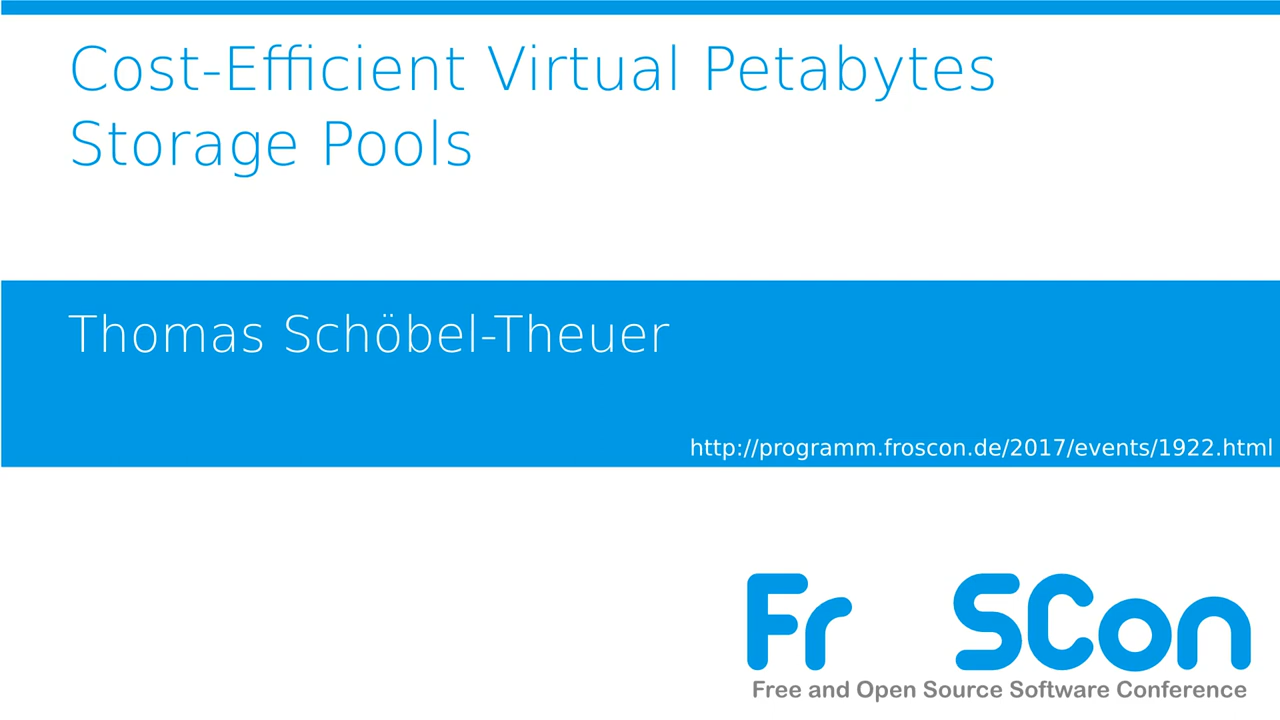 Cost-Efficient Virtual Petabytes
Storage Pools
Thomas Schöbel-Theuer
http://programm.froscon.de/2017/events/1922.html
Fr SCon
Free and Open Source Software Conference